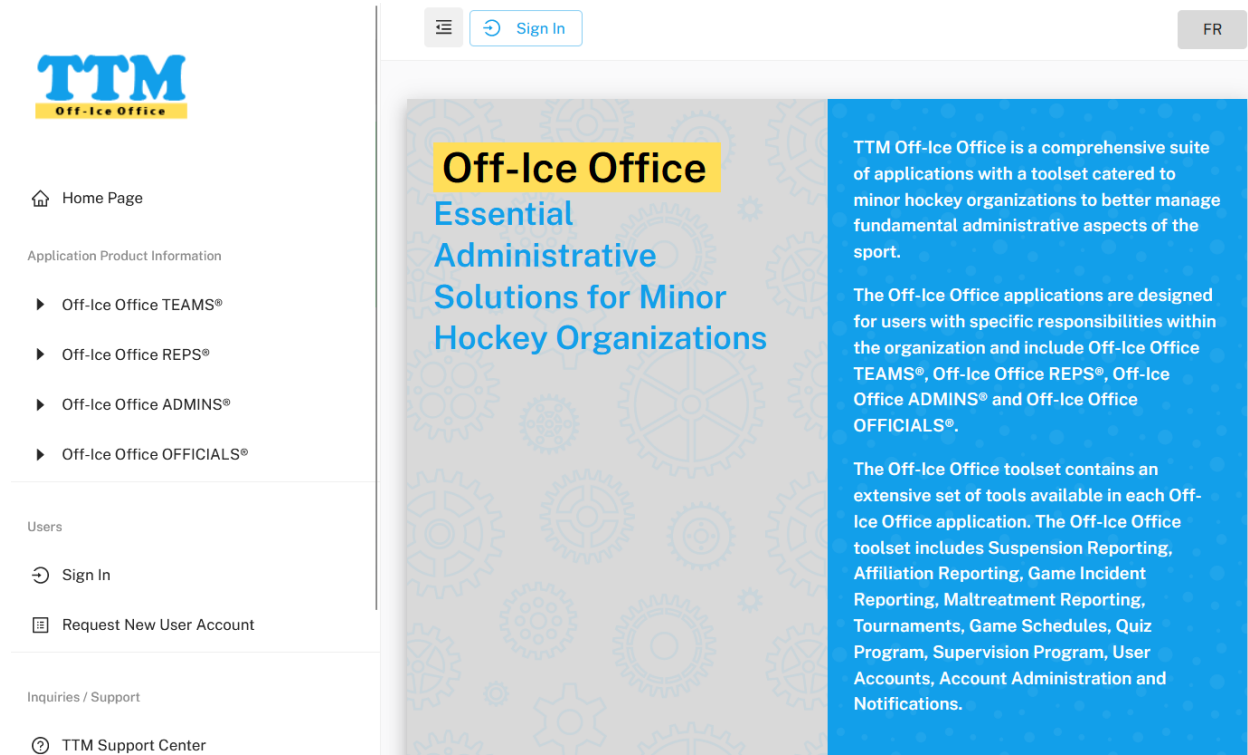 TTM
Off-Ice Office
Home Page
Application Product Information
Off-Ice Office TEAMS®
Off-Ice Office REPS®
Off-Ice Office ADMINS®
Off-Ice Office OFFICIALS®
Users
Sign In
Request New User Account
Inquiries / Support
TTM Support Center
Sign In
FR
Off-Ice Office
Essential
Administrative
Solutions for Minor
Hockey Organizations
TTM Off-Ice Office is a comprehensive suite
of applications with a toolset catered to
minor hockey organizations to better manage
fundamental administrative aspects of the
sport.
The Off-Ice Office applications are designed
for users with specific responsibilities within
the organization and include Off-Ice Office
TEAMS®, Off-Ice Office REPS®, Off-Ice
Office ADMINS® and Off-Ice Office
OFFICIALS®.
The Off-Ice Office toolset contains an
extensive set of tools available in each Off-
Ice Office application. The Off-Ice Office
toolset includes Suspension Reporting,
Affiliation Reporting, Game Incident
Reporting, Maltreatment Reporting,
Tournaments, Game Schedules, Quiz
Program, Supervision Program, User
Accounts, Account Administration and
Notifications.